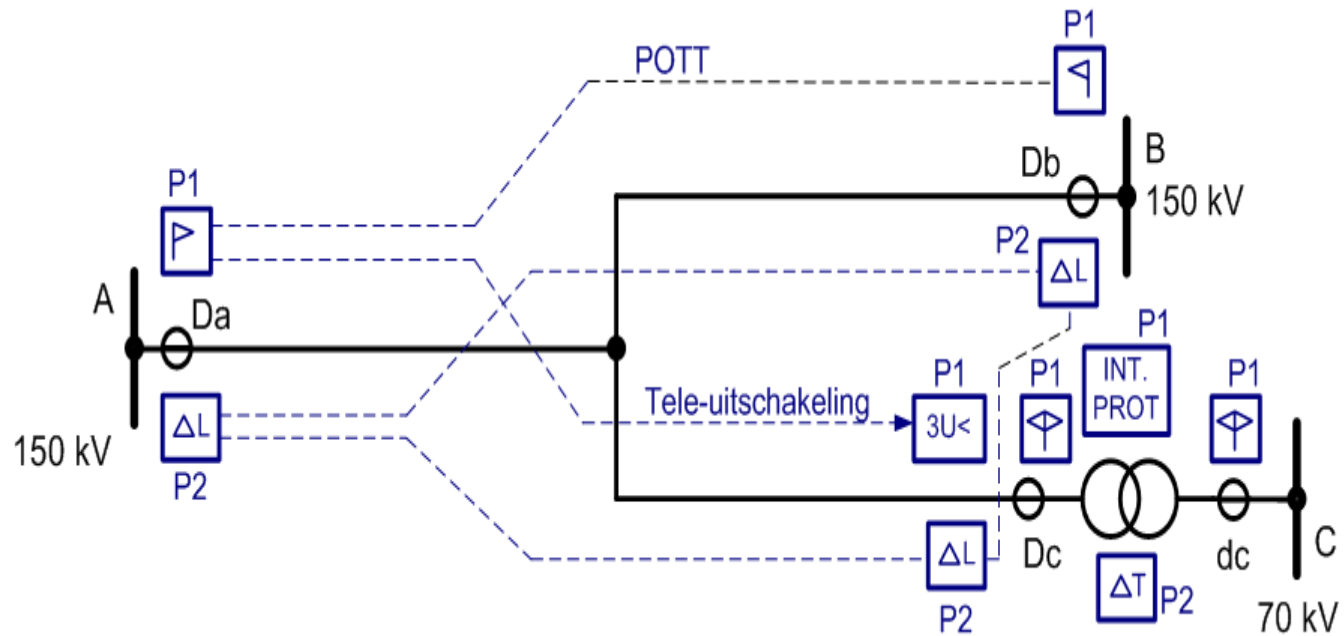 P1
POTT
B
Db
150 kV
P1
P2
ΔL
A
Da
P1
INT.
PROT
P1
P1
P1
Tele-uitschakeling
3U<
ΔL
150 kV
P2
ΔL
Dc
dc
C
P2
ΔT
P2
70 kV